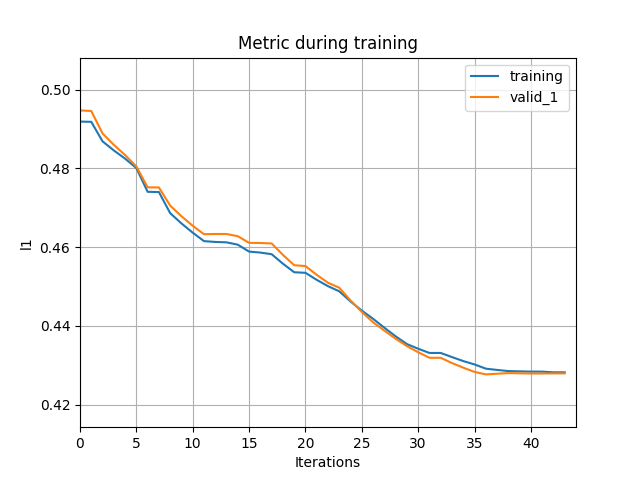 Metric during training
training
valid_1
0.50
0.48
0.46
0.44
0.42
l1
0 5 10 15 20 25 30 35 40
Iterations